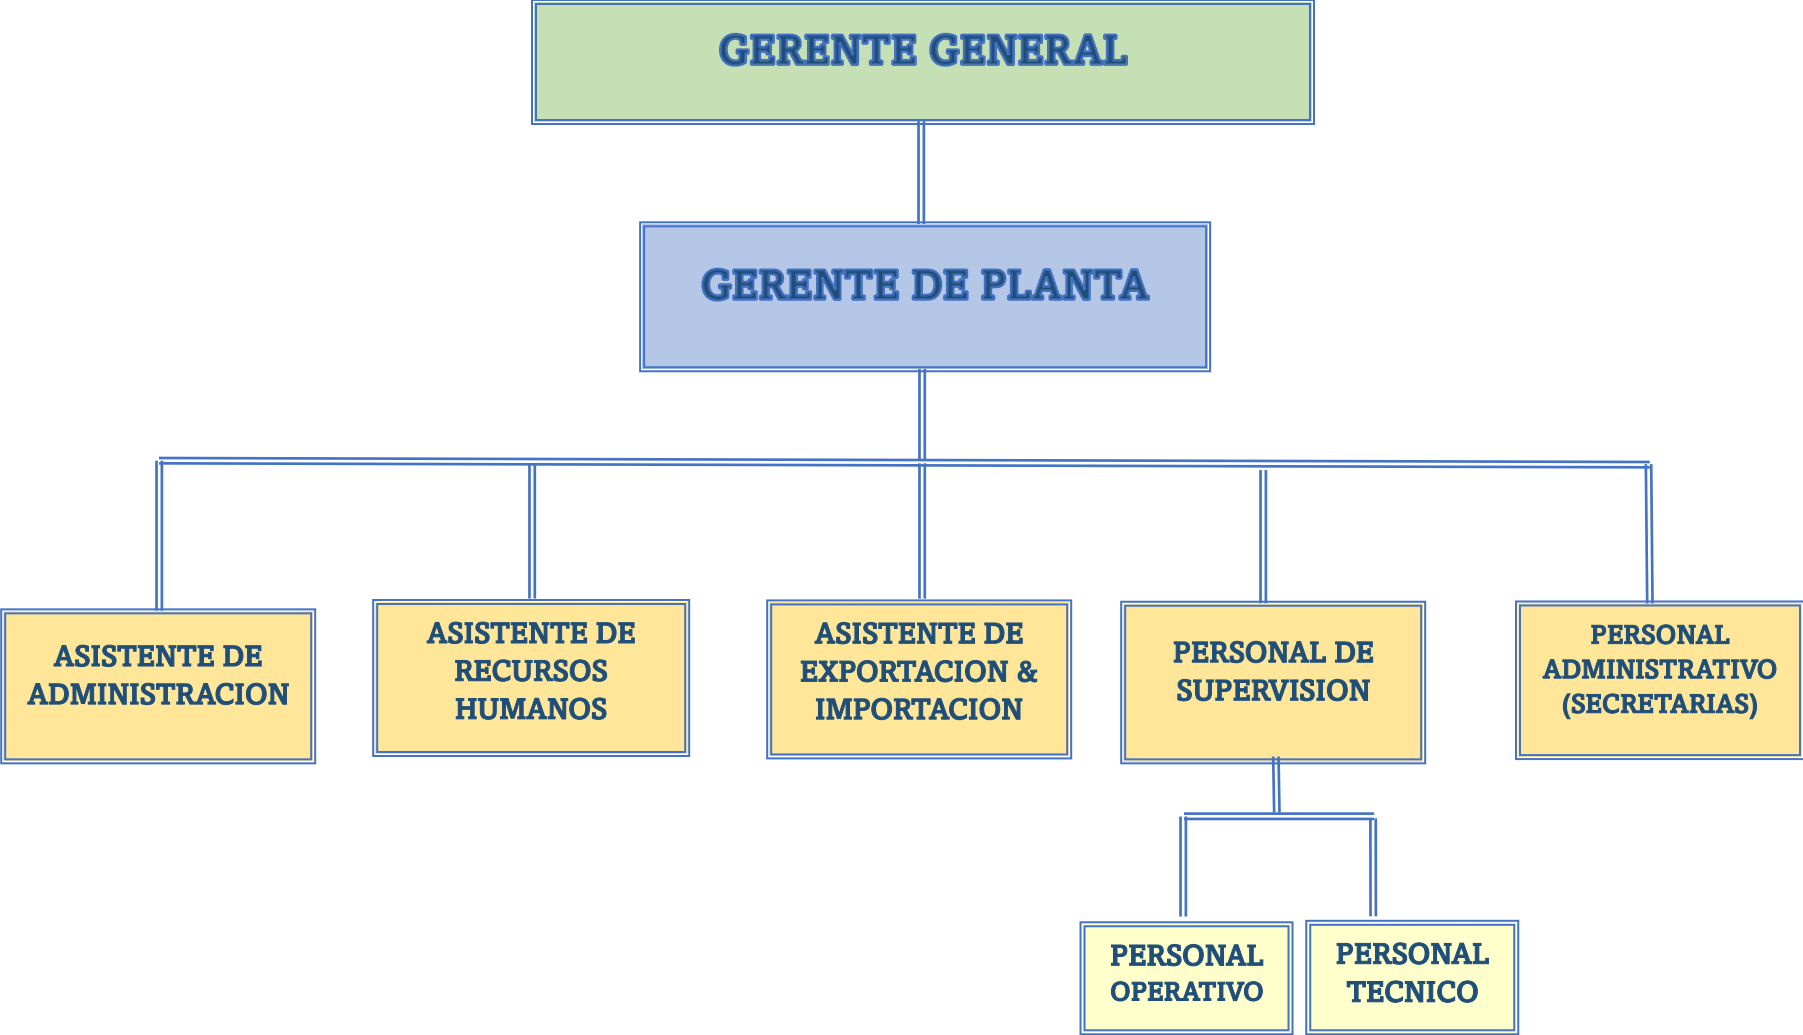 GERENTE GENERAL
GERENTE DE PLANTA
ASISTENTE DE
ADMINISTRACION
ASISTENTE DE
RECURSOS
HUMANOS
ASISTENTE DE
EXPORTACION &
IMPORTACION
PERSONAL DE
SUPERVISION
PERSONAL
ADMINISTRATIVO
(SECRETARIAS)
PERSONAL
OPERATIVO
PERSONAL
TECNICO